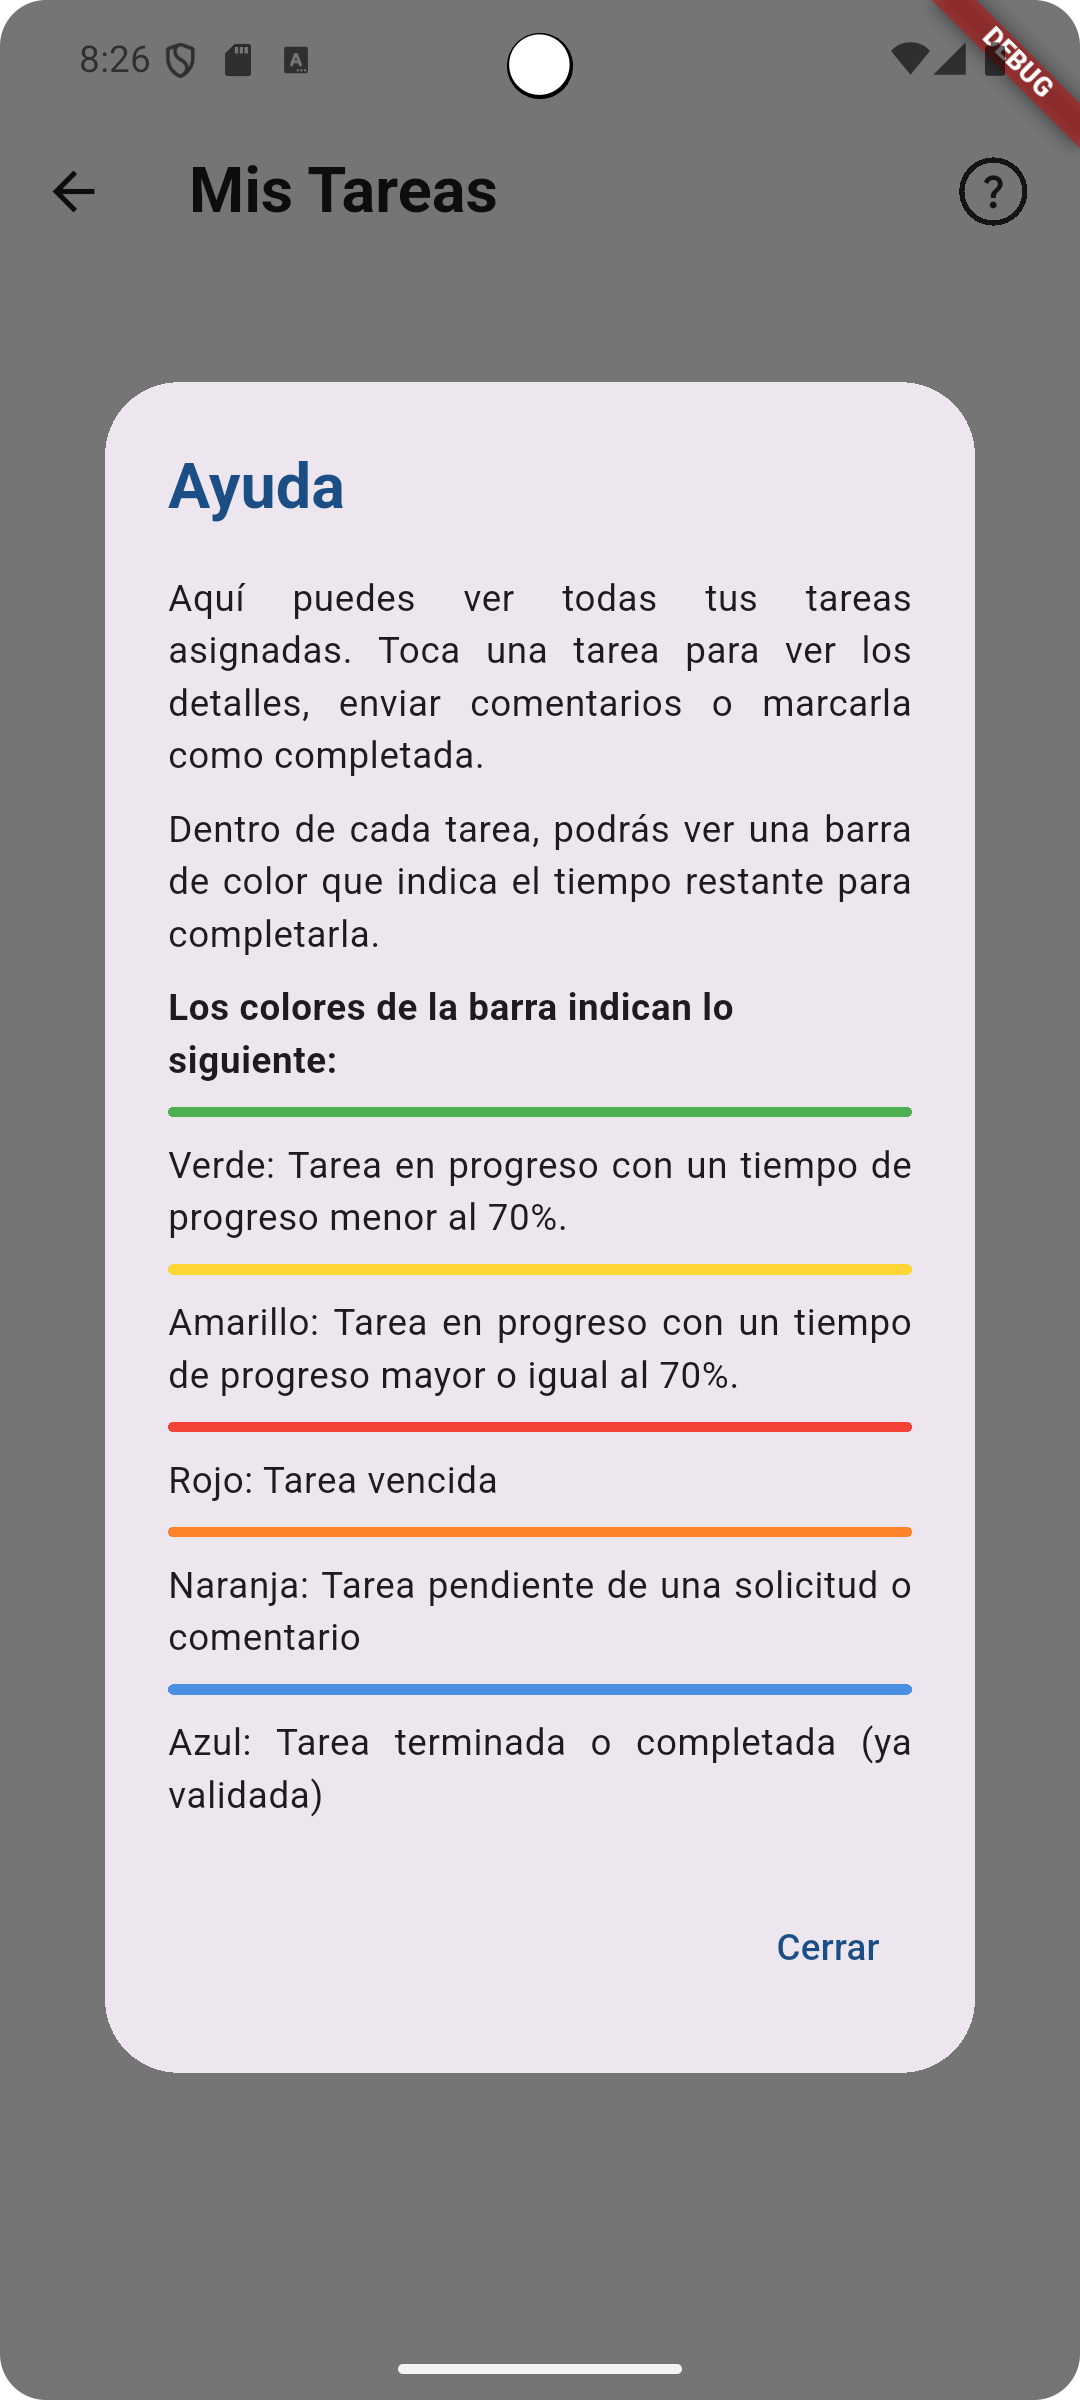 8:26
DEBUG
Mis Tareas
?
Ayuda
Aquí puedes ver todas tus tareas
asignadas. Toca una tarea para ver los
detalles, enviar comentarios o marcarla
como completada.
Dentro de cada tarea, podrás ver una barra
de color que indica el tiempo restante para
completarla.
Los colores de la barra indican lo
siguiente:
Verde: Tarea en progreso con un tiempo de
progreso menor al 70%.
Amarillo: Tarea en progreso con un tiempo
de progreso mayor o igual al 70%.
Rojo: Tarea vencida
Naranja: Tarea pendiente de una solicitud o
comentario
Azul: Tarea terminada o completada (ya
validada)
Cerrar